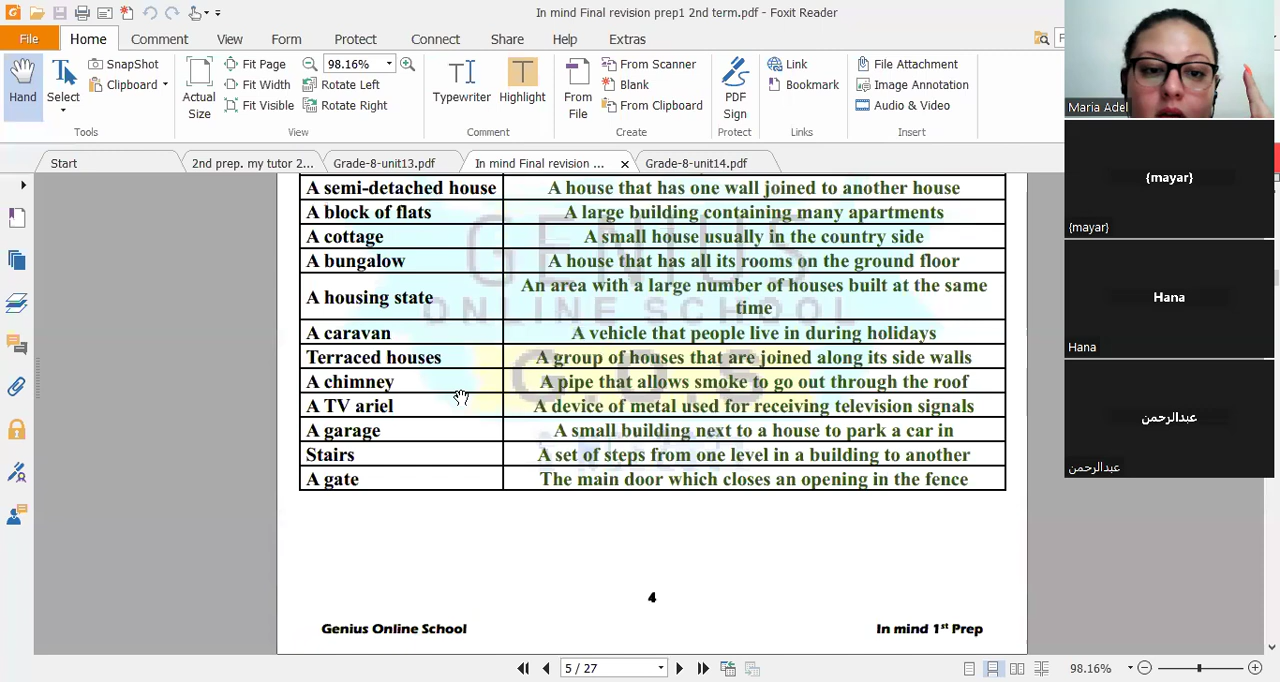 In mind Final revision prep1 2nd term.pdf - Foxit Reader
File Home Comment View Form Protect Connect Share Help Extras
Hand
Select
SnapShot
Clipboard
Tools
Actual Size
Fit Page
Fit Width
Fit Visible
98.16%
Rotate Left
Rotate Right
View
Typewriter
Highlight
Comment
From File
From Scanner
Blank
From Clipboard
Create
PDF Sign
Protect
Link
Bookmark
Links
File Attachment
Image Annotation
Audio & Video
Insert
Start
2nd prep. my tutor 2...
Grade-8-unit13.pdf
In mind Final revision ...
Grade-8-unit14.pdf
A semi-detached house A house that has one wall joined to another house
A block of flats A large building containing many apartments
A cottage A small house usually in the country side
A bungalow A house that has all its rooms on the ground floor
A housing state An area with a large number of houses built at the same
time
A caravan A vehicle that people live in during holidays
Terraced houses A group of houses that are joined along its side walls
A chimney A pipe that allows smoke to go out through the roof
A TV ariel A device of metal used for receiving television signals
A garage A small building next to a house to park a car in
Stairs A set of steps from one level in a building to another
A gate The main door which closes an opening in the fence
GENIUS
ONLINE SCHOOL
G.O.S
4
Genius Online School In mind 1st Prep
5 / 27
98.16%
Maria Adel
{mayar}
{mayar}
Hana
Hana
عبدالرحمن
عبدالرحمن